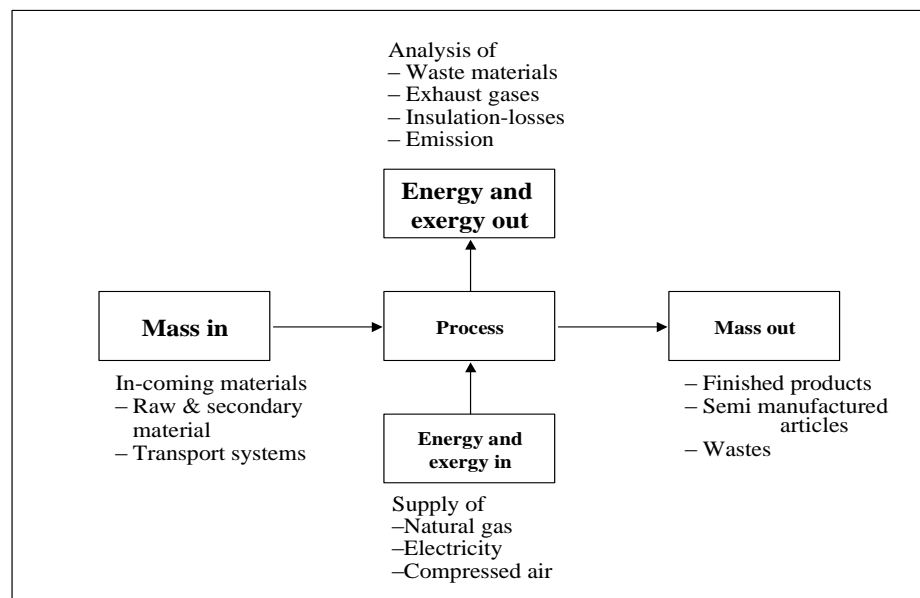 Analysis of
– Waste materials
– Exhaust gases
– Insulation-losses
– Emission
Energy and
exergy out
Mass in
Process
Mass out
In-coming materials
– Raw & secondary
material
– Transport systems
Energy and
exergy in
– Finished products
– Semi manufactured
articles
– Wastes
Supply of
–Natural gas
–Electricity
–Compressed air